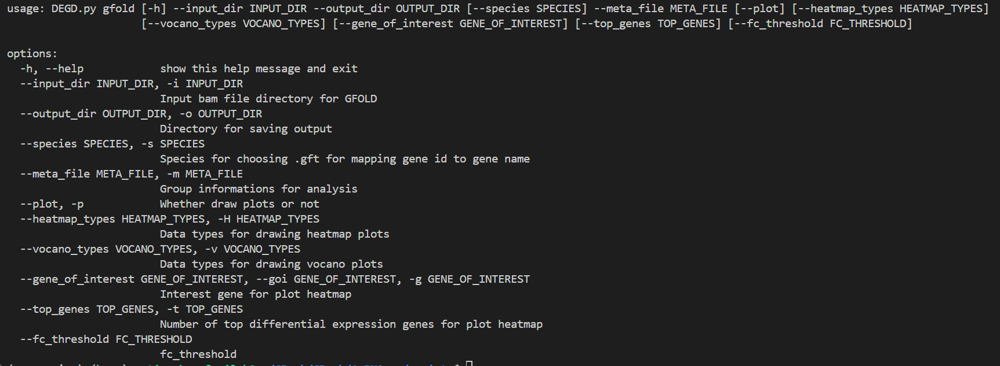 usage: DEGD.py gfold [-h] --input_dir INPUT_DIR --output_dir OUTPUT_DIR [--species SPECIES] --meta_file META_FILE [--plot] [--heatmap_types HEATMAP_TYPES]
[--vocano_types VOCANO_TYPES] [--gene_of_interest GENE_OF_INTEREST] [--top_genes TOP_GENES] [--fc_threshold FC_THRESHOLD]
options:
-h, --help show this help message and exit
--input_dir INPUT_DIR, -i INPUT_DIR
Input bam file directory for GFOLD
--output_dir OUTPUT_DIR, -o OUTPUT_DIR
Directory for saving output
--species SPECIES, -s SPECIES
Species for choosing .gft for mapping gene id to gene name
--meta_file META_FILE, -m META_FILE
Group informations for analysis
--plot, -p Whether draw plots or not
--heatmap_types HEATMAP_TYPES, -H HEATMAP_TYPES
Data types for drawing heatmap plots
--vocano_types VOCANO_TYPES, -v VOCANO_TYPES
Data types for drawing vocano plots
--gene_of_interest GENE_OF_INTEREST, --goi GENE_OF_INTEREST, -g GENE_OF_INTEREST
Interest gene for plot heatmap
--top_genes TOP_GENES, -t TOP_GENES
Number of top differential expression genes for plot heatmap
--fc_threshold FC_THRESHOLD
fc_threshold